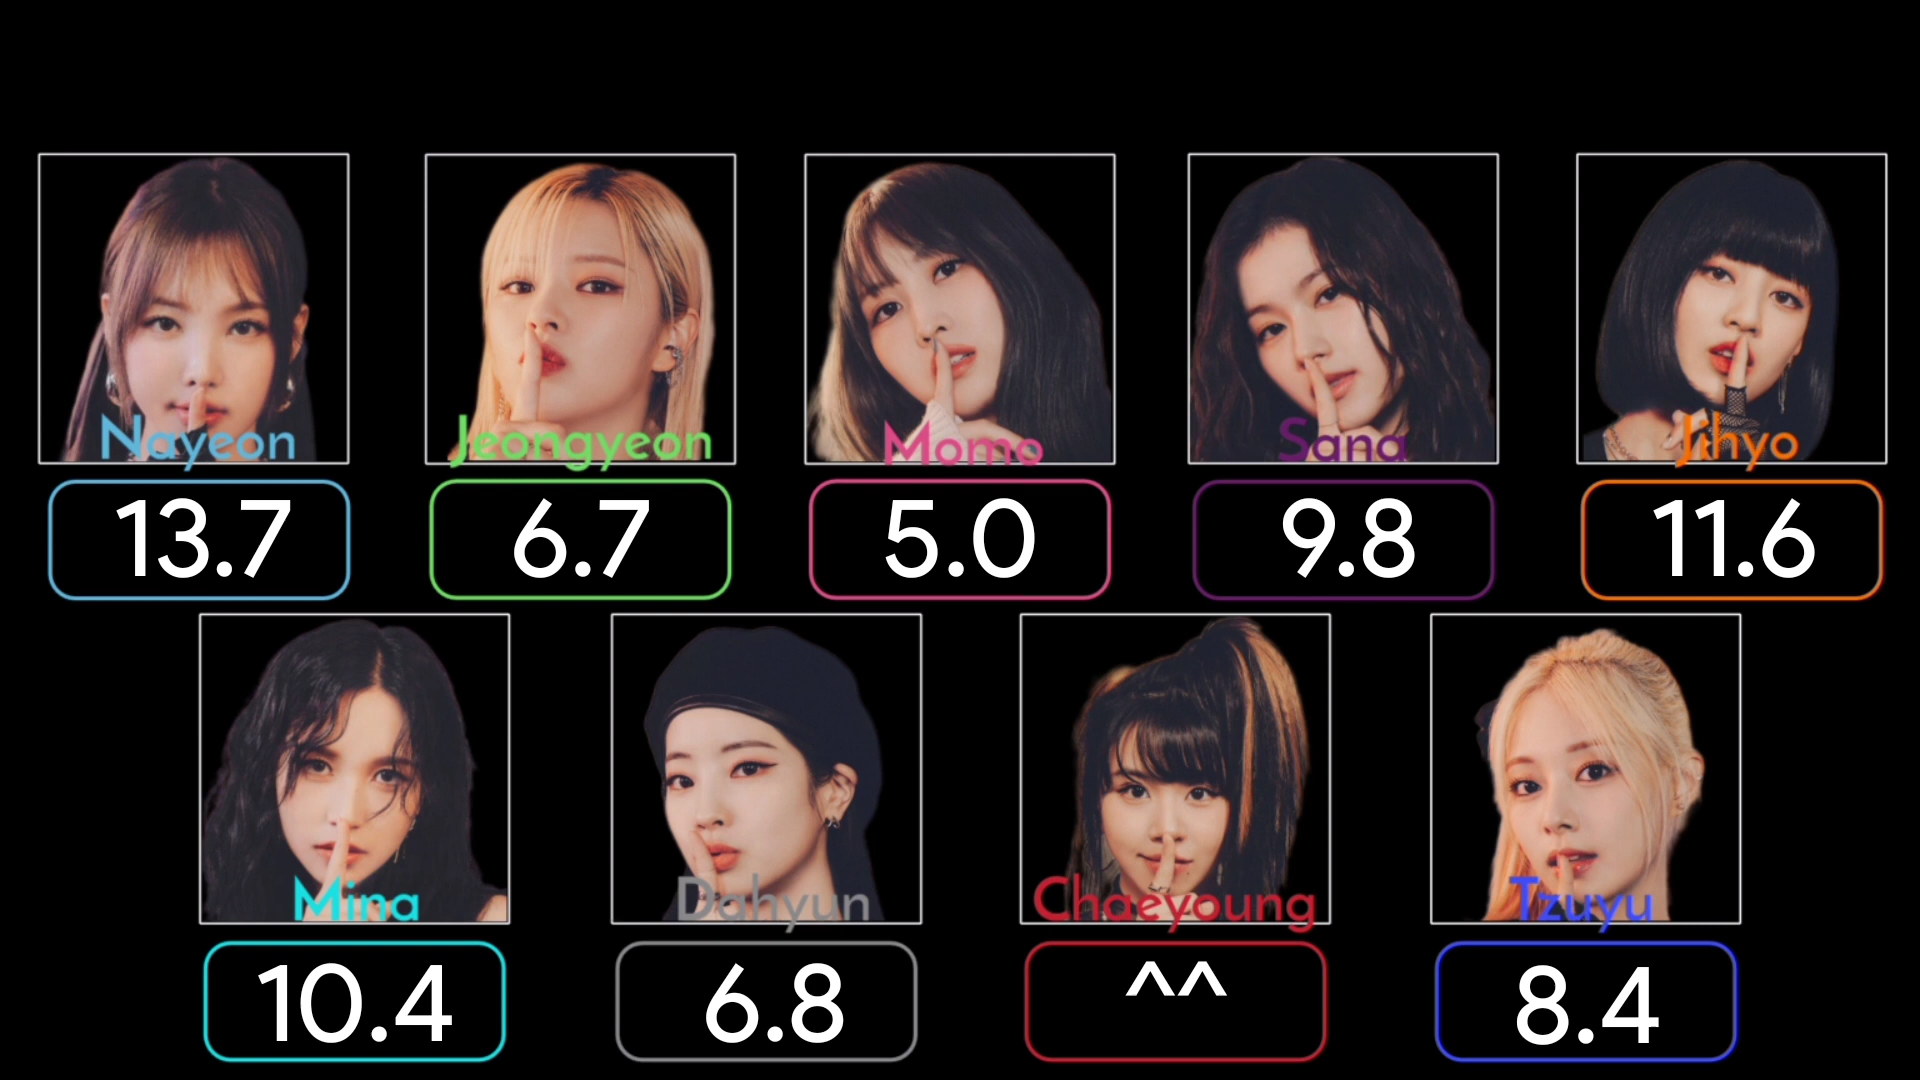 Nayeon
Jeongyeon
Momo
Sana
Jihyo
13.7
6.7
5.0
9.8
11.6
Mina
Dahyun
Chaeyoung
Tzuyu
10.4
6.8
^^
8.4